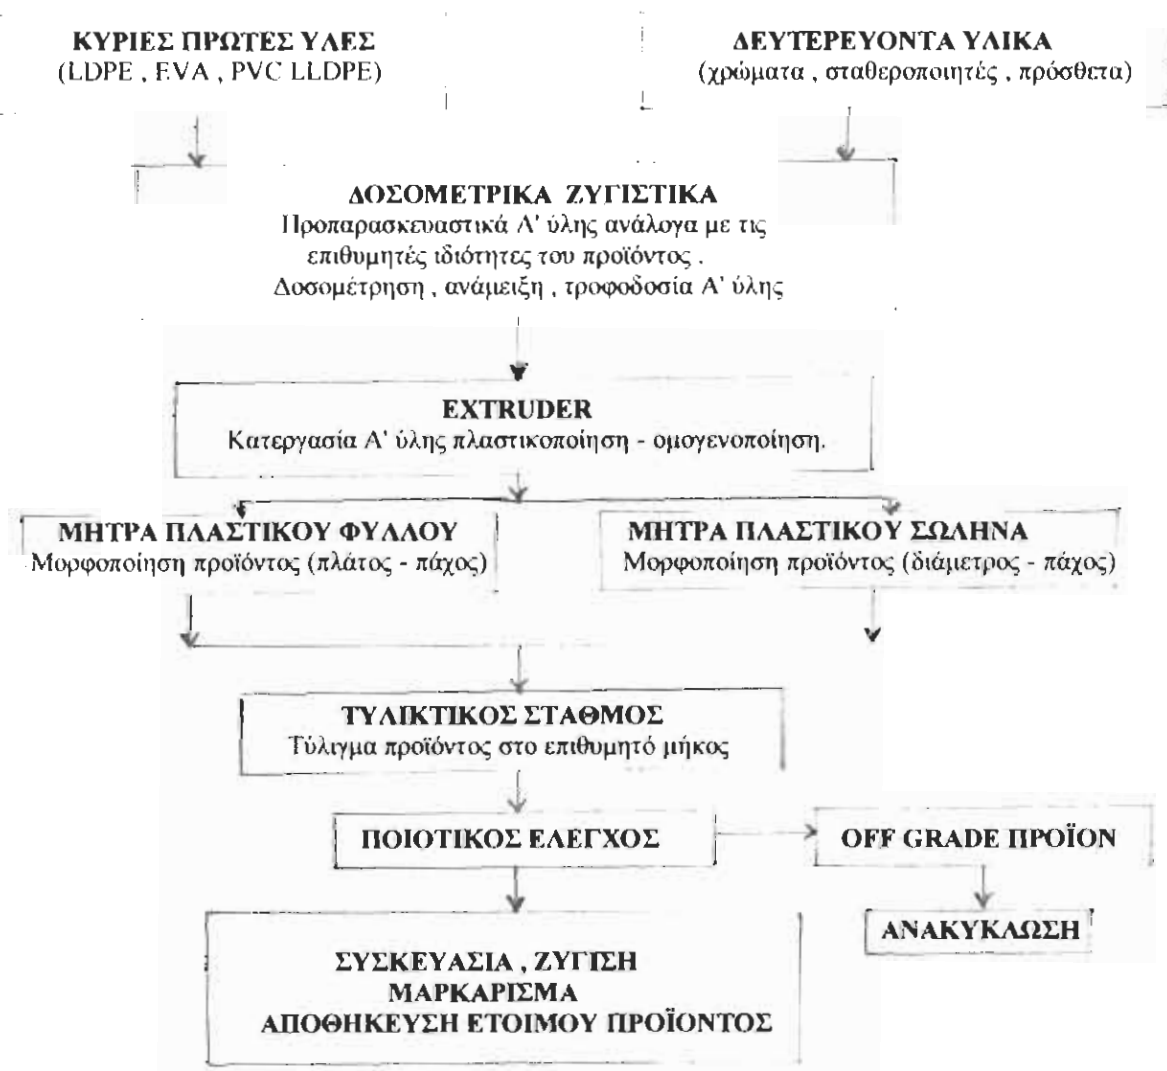 ΚΥΡΙΕΣ ΠΡΩΤΕΣ ΥΛΕΣ
(LDPE , EVA , PVC LLDPE)
ΔΕΥΤΕΡΕΥΟΝΤΑ ΥΛΙΚΑ
(χρώματα , σταθεροποιητές , πρόσθετα)
ΔΟΣΟΜΕΤΡΙΚΑ ΖΥΓΙΣΤΙΚΑ
Προπαρασκευαστικά Α' ύλης ανάλογα με τις
επιθυμητές ιδιότητες του προϊόντος .
Δοσομέτρηση , ανάμειξη , τροφοδοσία Α' ύλης
EXTRUDER
Κατεργασία Α' ύλης πλαστικοποίηση - ομογενοποίηση.
ΜΗΤΡΑ ΠΛΑΣΤΙΚΟΥ ΦΥΛΛΟΥ
Μορφοποίηση προϊόντος (πλάτος - πάχος)
ΜΗΤΡΑ ΠΛΑΣΤΙΚΟΥ ΣΩΛΗΝΑ
Μορφοποίηση προϊόντος (διάμετρος - πάχος)
ΤΥΛΙΚΤΙΚΟΣ ΣΤΑΘΜΟΣ
Τύλιγμα προϊόντος στο επιθυμητό μήκος
ΠΟΙΟΤΙΚΟΣ ΕΛΕΓΧΟΣ
OFF GRADE ΠΡΟΪΟΝ
ΑΝΑΚΥΚΛΩΣΗ
ΣΥΣΚΕΥΑΣΙΑ , ΖΥΓΙΣΗ
ΜΑΡΚΑΡΙΣΜΑ
ΑΠΟΘΗΚΕΥΣΗ ΕΤΟΙΜΟΥ ΠΡΟΪΟΝΤΟΣ